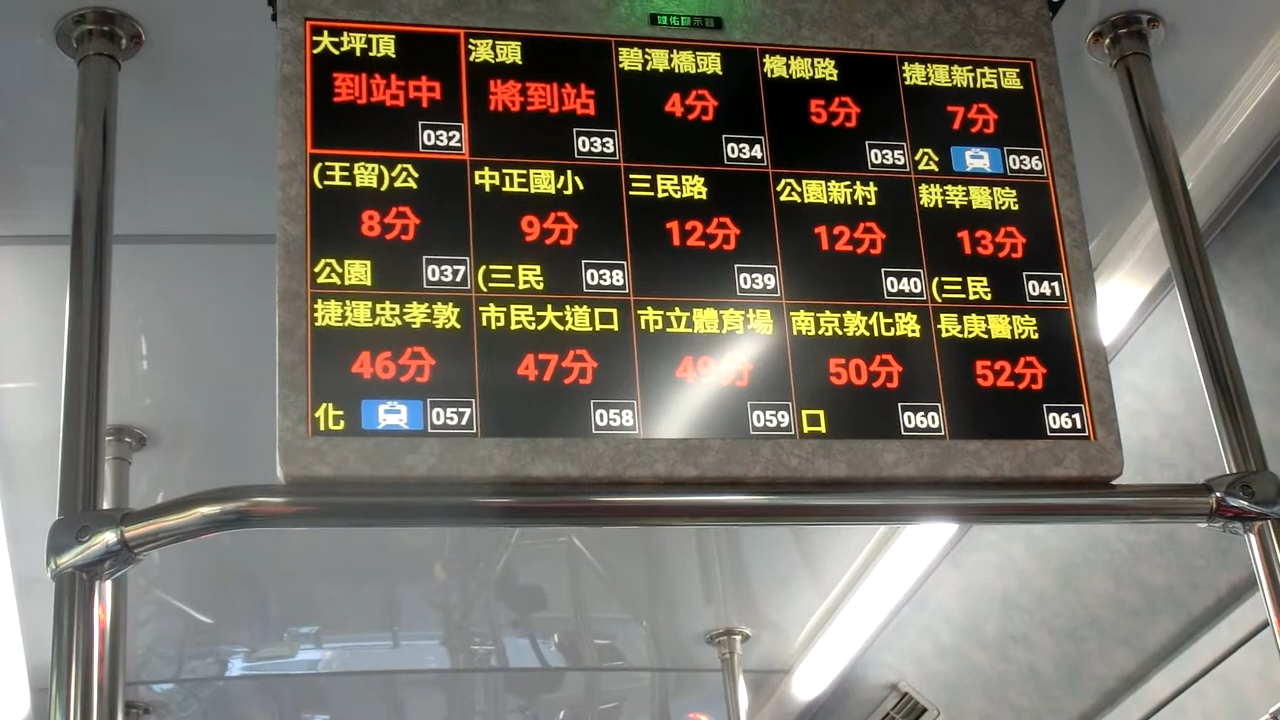 竣佑顯示器
大坪頂
到站中
032
溪頭
將到站
033
碧潭橋頭
4分
034
檳榔路
5分
035
捷運新店區
7分
公 036
(王留)公
8分
公園 037
中正國小
9分
(三民 038
三民路
12分
039
公園新村
12分
040
耕莘醫院
13分
(三民 041
捷運忠孝敦
46分
化 057
市民大道口
47分
058
市立體育場
49分
059
南京敦化路
50分
口 060
長庚醫院
52分
061